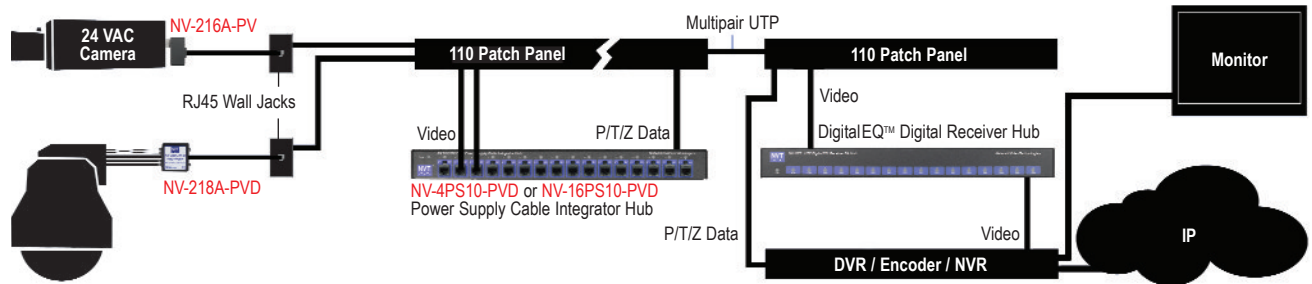 NV-216A-PV
24 VAC
Camera
RJ45 Wall Jacks
NV-218A-PVD
110 Patch Panel
Multipair UTP
110 Patch Panel
Monitor
Video
P/T/Z Data
Video
DigitalEQ™ Digital Receiver Hub
NVT
NVT
NV-4PS10-PVD or NV-16PS10-PVD
Power Supply Cable Integrator Hub
P/T/Z Data
Video
IP
DVR / Encoder / NVR